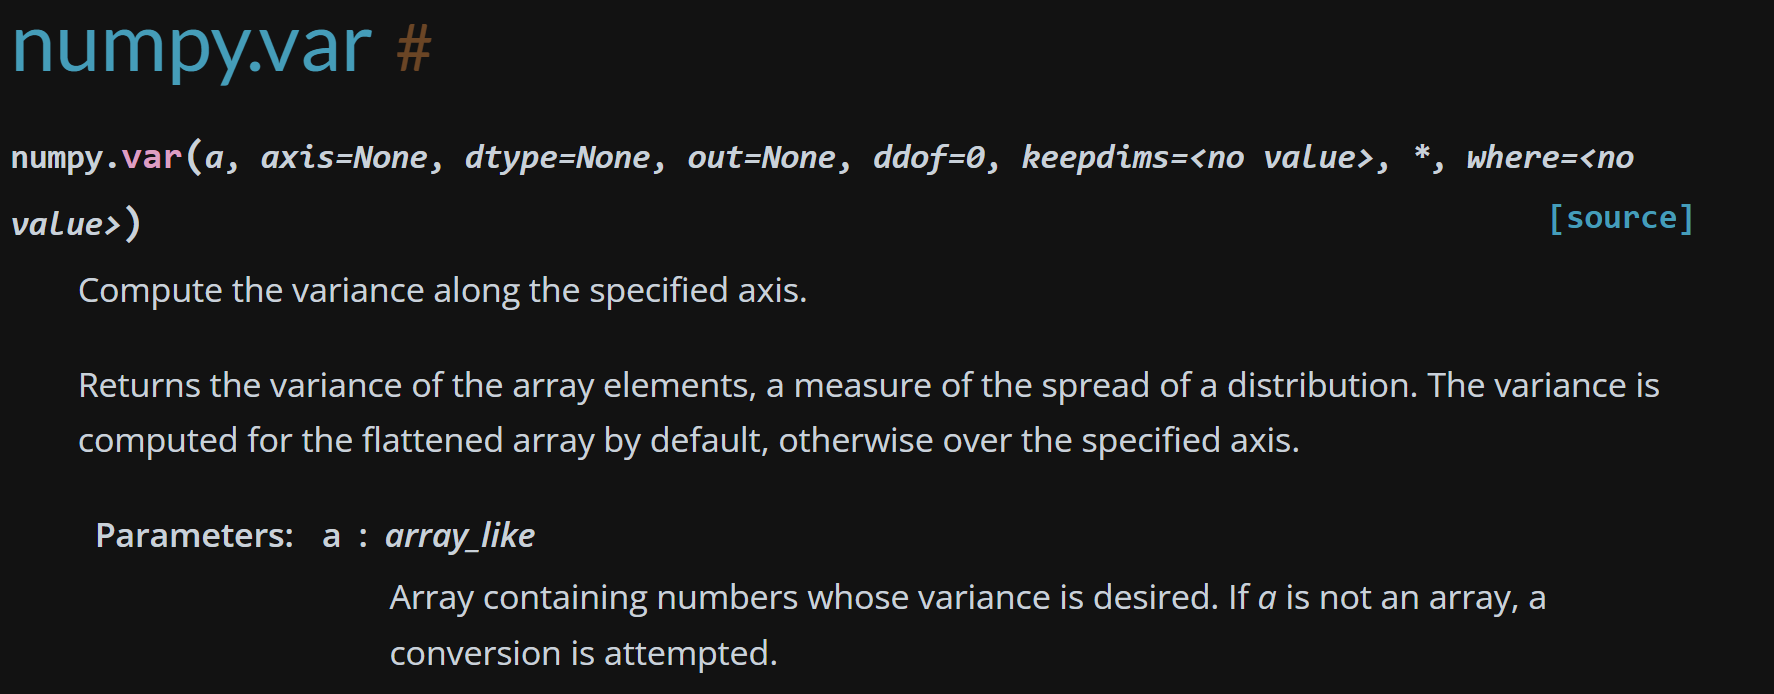 numpy.var #
numpy.var(a, axis=None, dtype=None, out=None, ddof=0, keepdims=<no value>, *, where=<no
value>)
[source]
Compute the variance along the specified axis.
Returns the variance of the array elements, a measure of the spread of a distribution. The variance is
computed for the flattened array by default, otherwise over the specified axis.
Parameters: a : array_like
Array containing numbers whose variance is desired. If a is not an array, a
conversion is attempted.